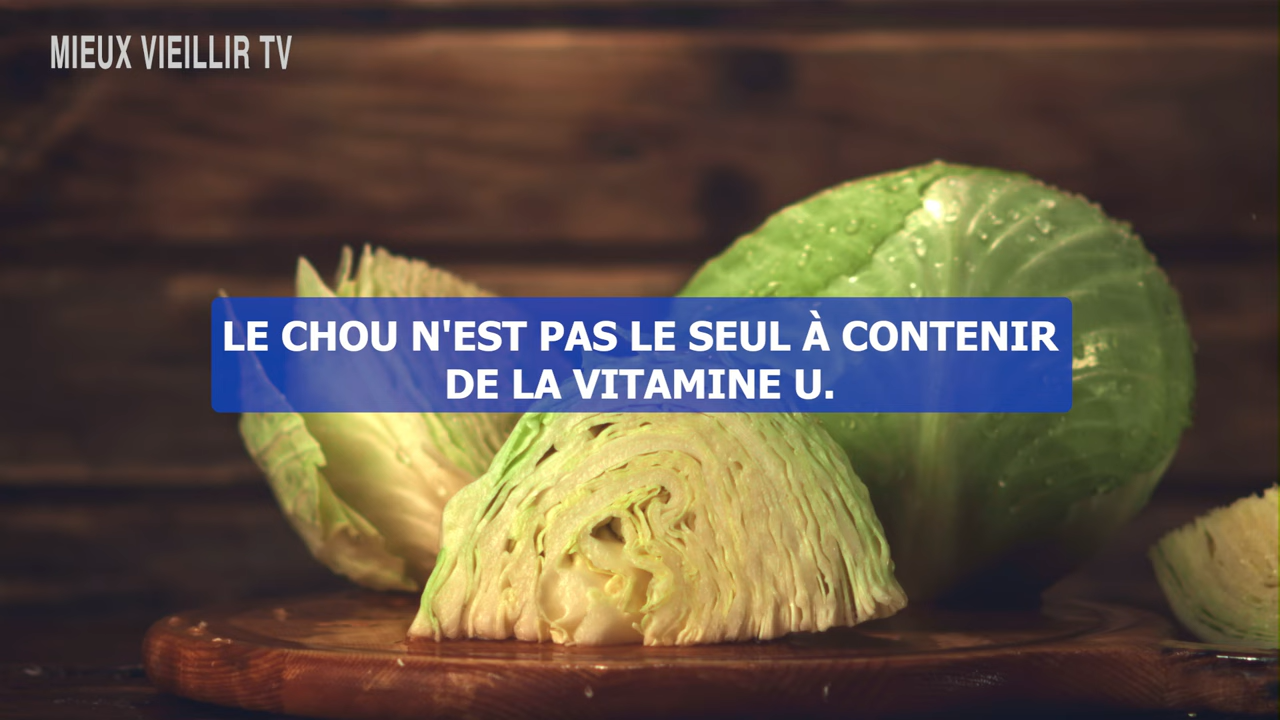 MIEUX VIEILLIR TV
LE CHOU N'EST PAS LE SEUL À CONTENIR
DE LA VITAMINE U.